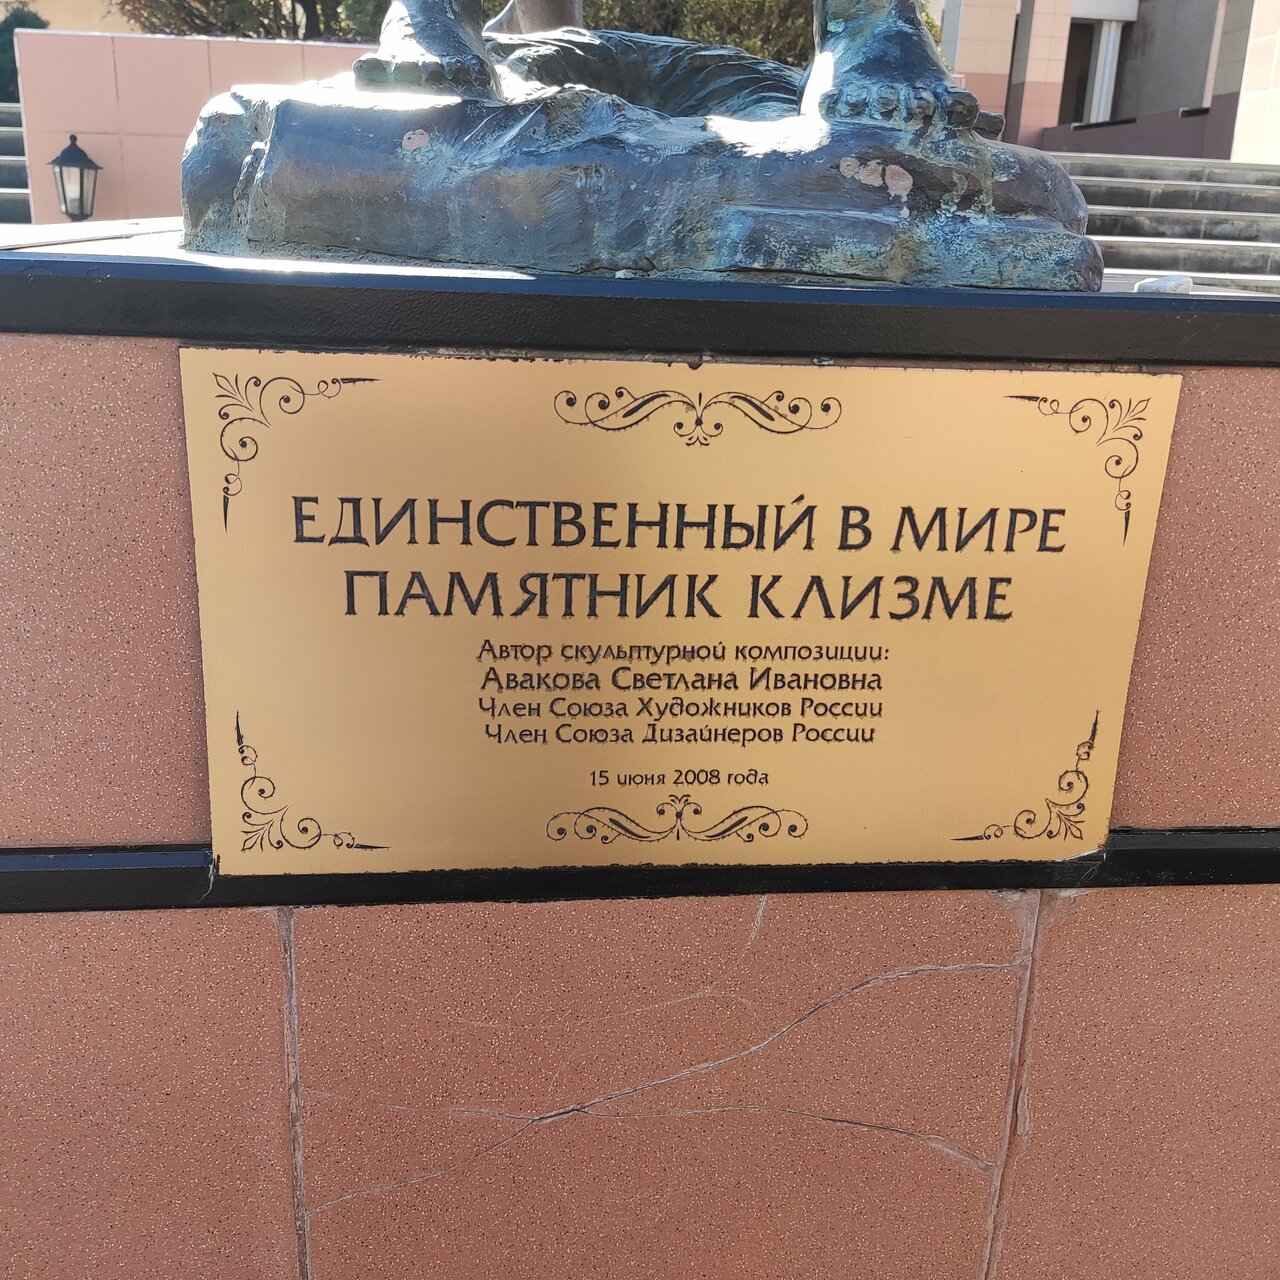 ЕДИНСТВЕННЫЙ В МИРЕ
ПАМЯТНИК КЛИЗМЕ
Автор скульптурной композиции:
Авакова Светлана Ивановна
Член Союза Художников России
Член Союза Дизайнеров России
15 июня 2008 года